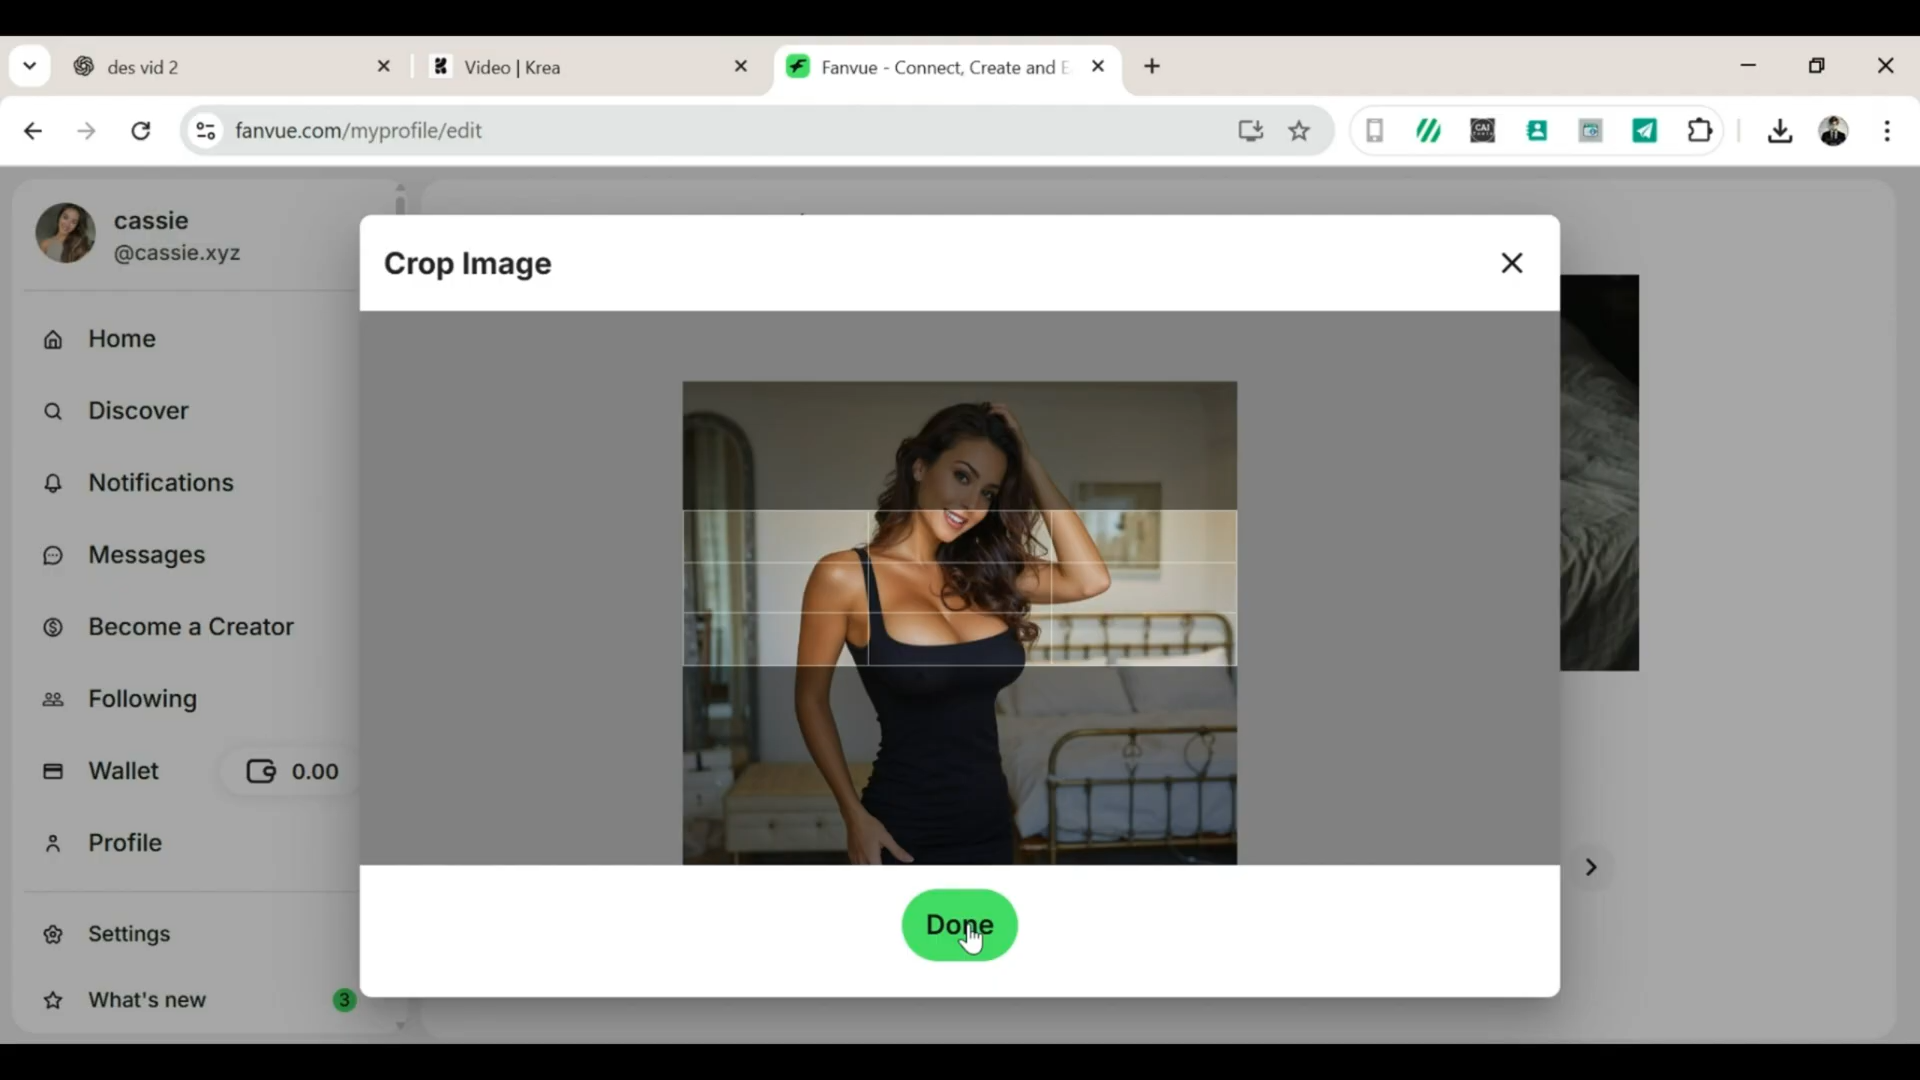 des vid 2
Video | Krea
Fanvue - Connect, Create and E
fanvue.com/myprofile/edit
CAI
cassie
@cassie.xyz
Home
Discover
Notifications
Messages
Become a Creator
Following
Wallet
0.00
Profile
Settings
What's new
3
Crop Image
Done